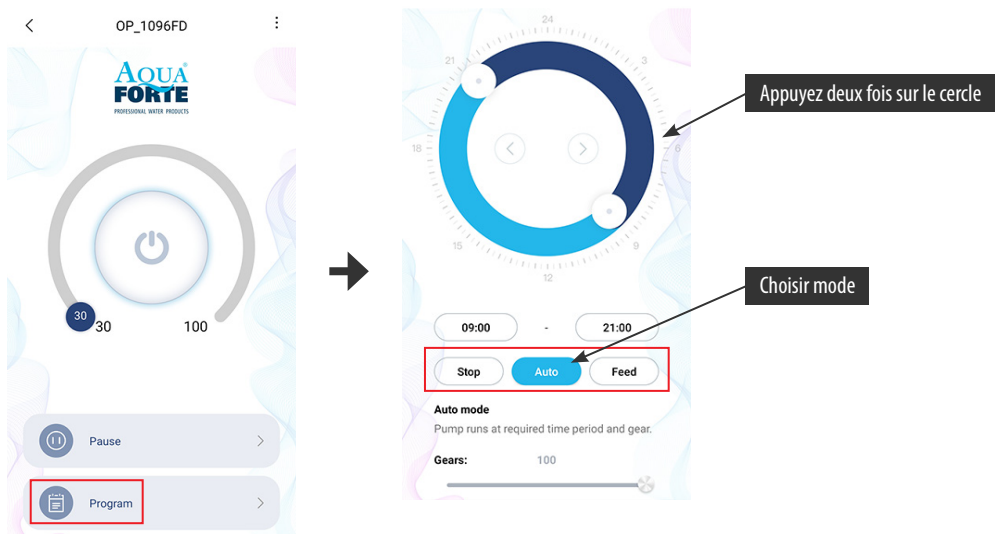 OP_1096FD
AQUA
FORTE
PROFESSIONAL WATER PRODUCTS
30
30
100
Pause
Program
24
21
3
18
6
15
9
12
09:00 - 21:00
Stop Auto Feed
Auto mode
Pump runs at required time period and gear.
Gears: 100
Appuyez deux fois sur le cercle
Choisir mode